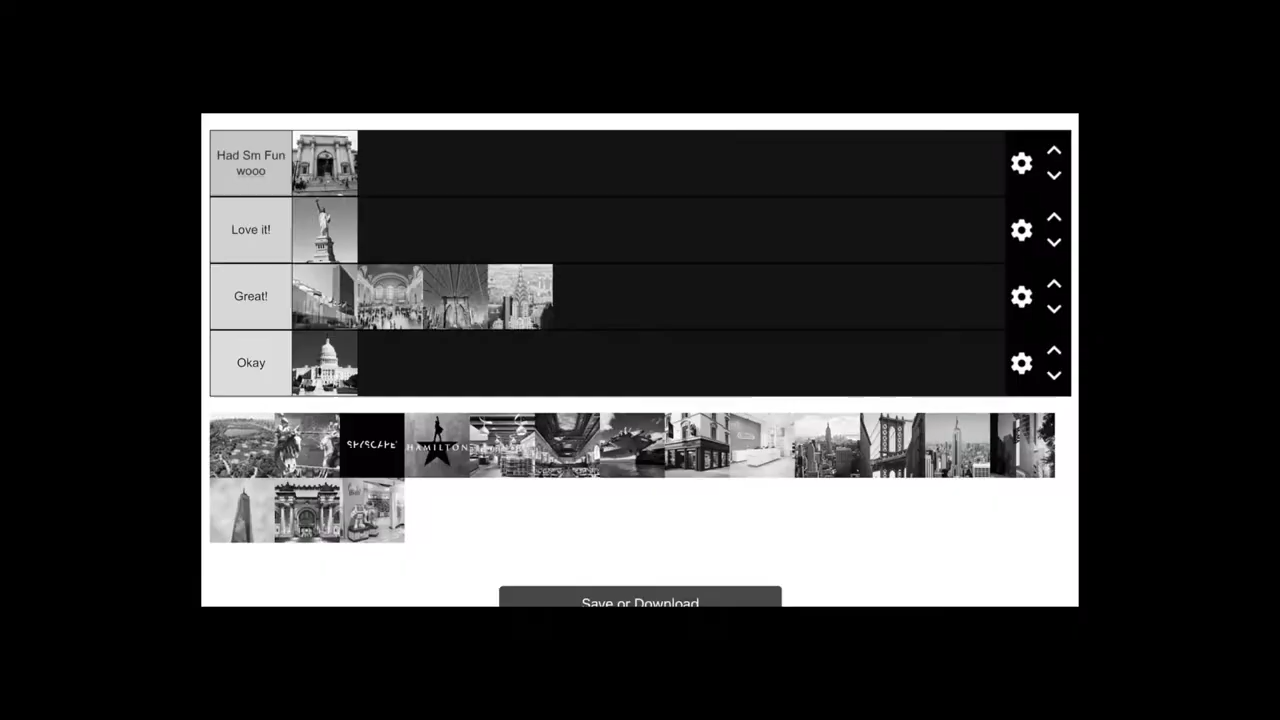 Had Sm Fun
wooo
Love it!
Great!
Okay
SPYSCAPE
HAMILTON
Save or Download